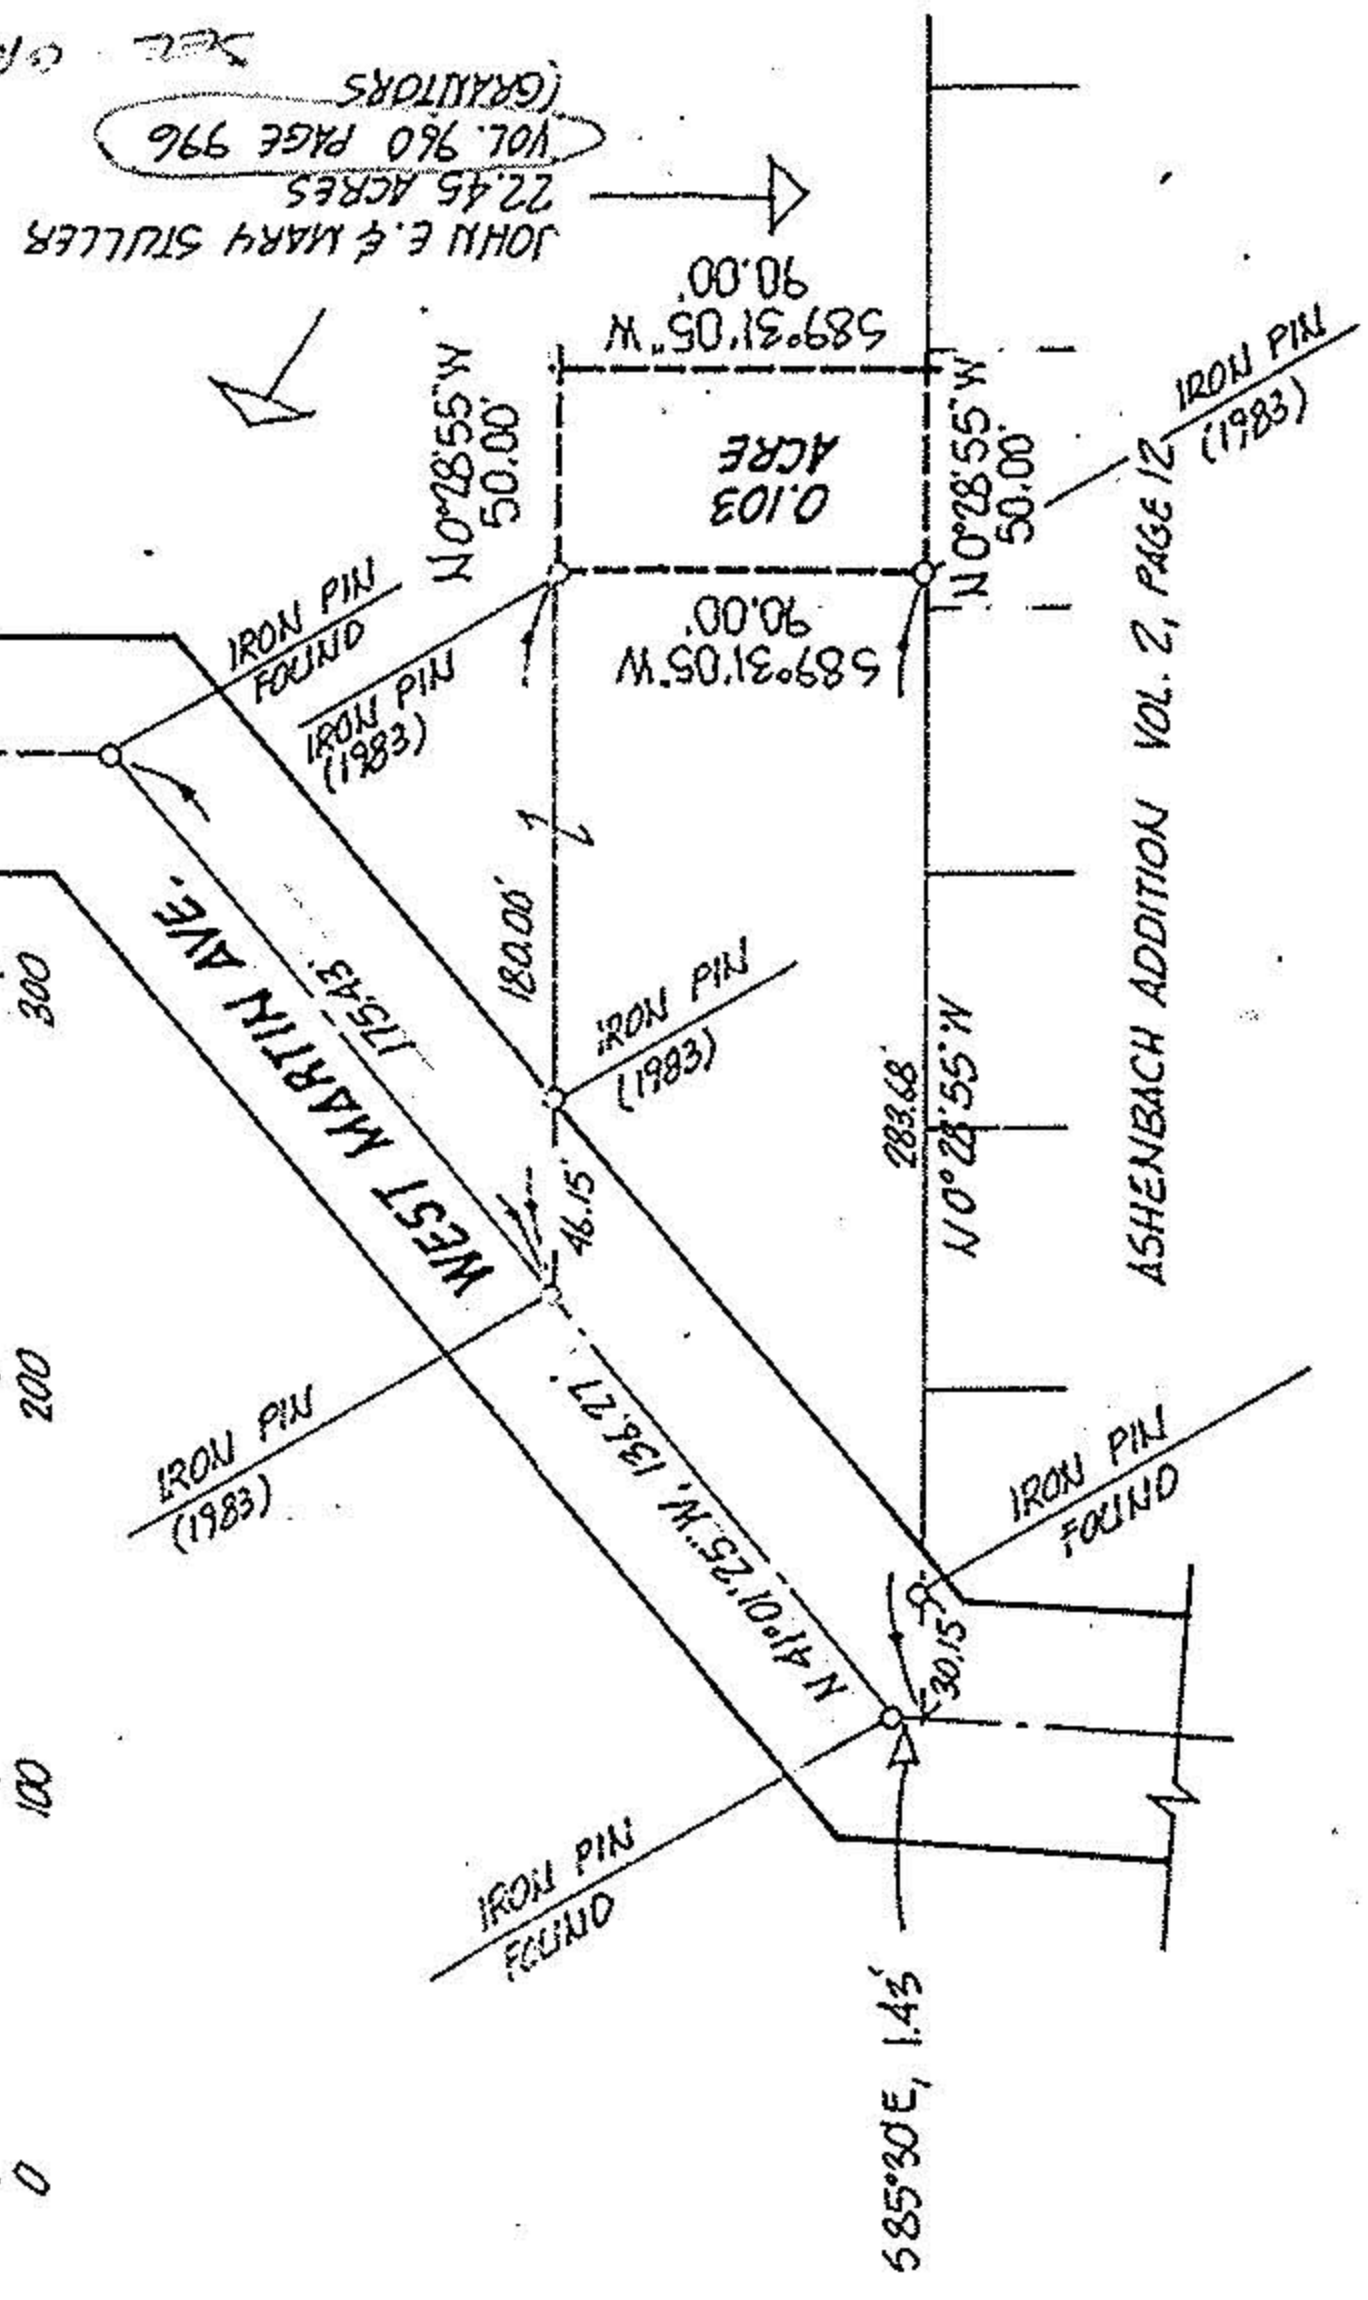 SEE
JOHN E. & MARY STULLER
22.45 ACRES
VOL. 960 PAGE 996
(GRANTORS
S89°31'05"W
90.00'
N0°28'55"W
50.00'
0.103
ACRE
N0°28'55"W
50.00'
IRON PIN
(1983)
S89°31'05"W
90.00'
IRON PIN
FOUND
IRON PIN
(1983)
180.00'
WEST MARTIN AVE.
175.43'
IRON PIN
(1983)
46.15'
IRON PIN
(1983)
N 41°01'25"W, 136.27'
283.68'
N0°28'55"W
ASHENBACH ADDITION VOL. 2, PAGE 12
IRON PIN
FOUND
30.15'
IRON PIN
FOUND
S85°30'E, 1.43'
0
100
200
300